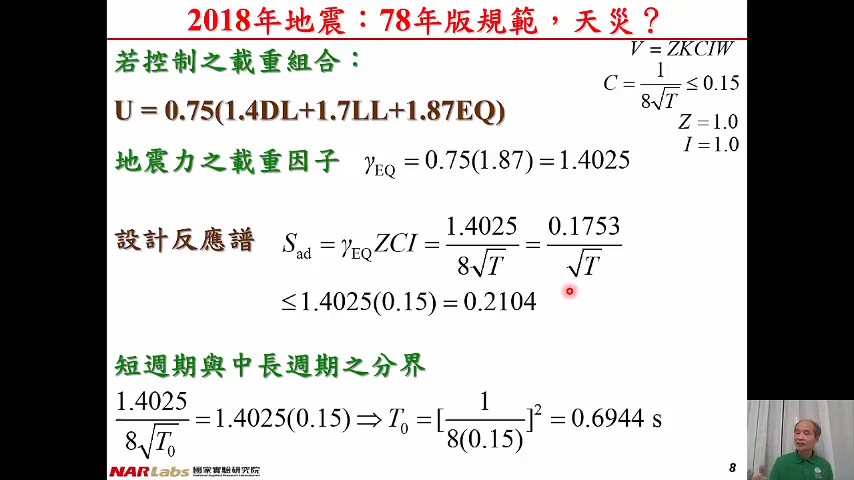 2018年地震：78年版規範，天災？
若控制之載重組合：
V = ZKCIW
C = 1/(8√T) ≤ 0.15
Z = 1.0
I = 1.0
U = 0.75(1.4DL+1.7LL+1.87EQ)
地震力之載重因子 γEQ = 0.75(1.87) = 1.4025
設計反應譜 Sad = γEQ ZCI = 1.4025/(8√T) = 0.1753/√T
≤ 1.4025(0.15) = 0.2104
短週期與中長週期之分界
1.4025/(8√T0) = 1.4025(0.15) ⇒ T0 = [1/(8(0.15))]² = 0.6944 s
NARLabs 國家實驗研究院
8